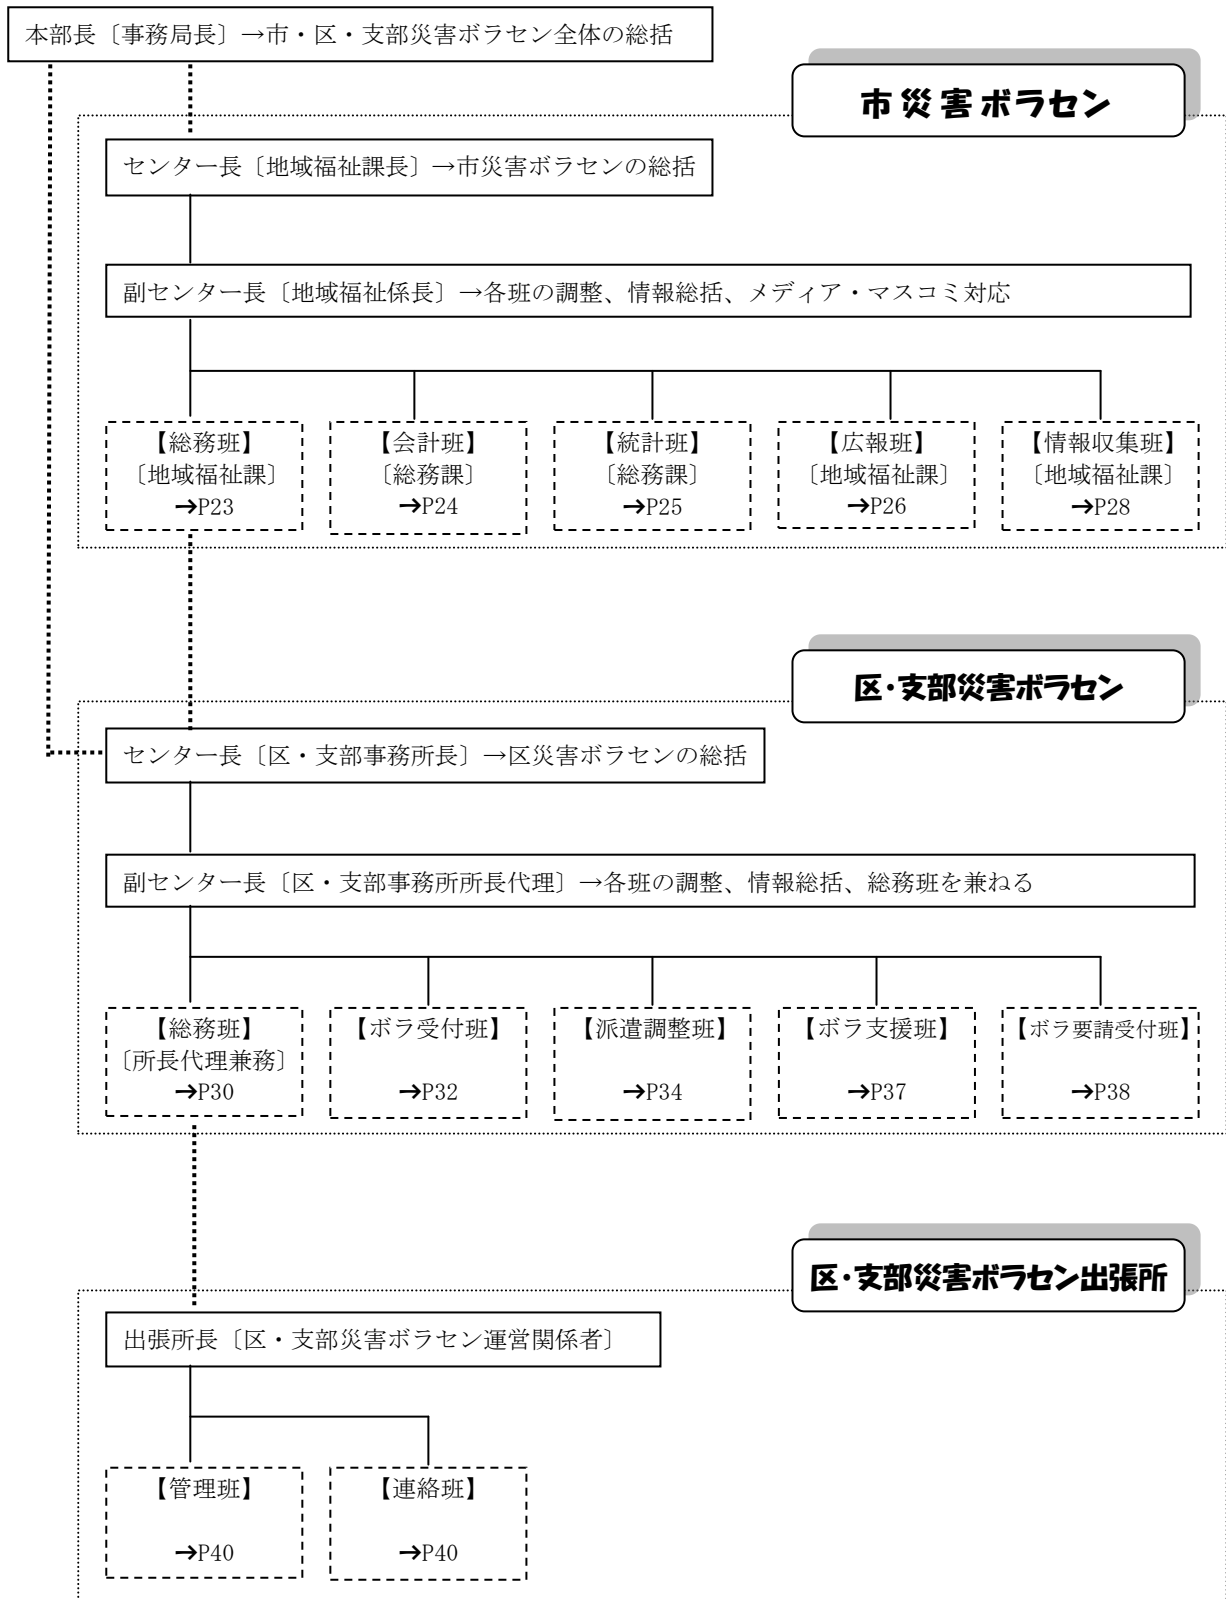 本部長〔事務局長〕→市・区・支部災害ボラセン全体の総括
市災害ボラセン
センター長〔地域福祉課長〕→市災害ボラセンの総括
副センター長〔地域福祉係長〕→各班の調整、情報総括、メディア・マスコミ対応
【総務班】
〔地域福祉課〕
→P23
【会計班】
〔総務課〕
→P24
【統計班】
〔総務課〕
→P25
【広報班】
〔地域福祉課〕
→P26
【情報収集班】
〔地域福祉課〕
→P28
区・支部災害ボラセン
センター長〔区・支部事務所長〕→区災害ボラセンの総括
副センター長〔区・支部事務所所長代理〕→各班の調整、情報総括、総務班を兼ねる
【総務班】
〔所長代理兼務〕
→P30
【ボラ受付班】
→P32
【派遣調整班】
→P34
【ボラ支援班】
→P37
【ボラ要請受付班】
→P38
区・支部災害ボラセン出張所
出張所長〔区・支部災害ボラセン運営関係者〕
【管理班】
→P40
【連絡班】
→P40